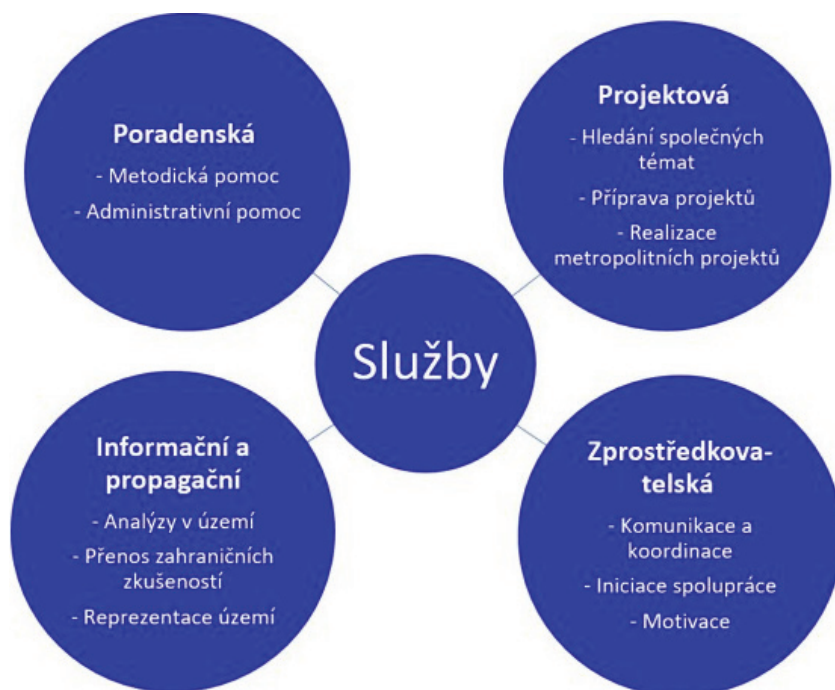 Poradenská
- Metodická pomoc
- Administrativní pomoc
Projektová
- Hledání společných
témat
- Příprava projektů
- Realizace
metropolitních projektů
Služby
Informační a
propagační
- Analýzy v území
- Přenos zahraničních
zkušeností
- Reprezentace území
Zprostředkova-
telská
- Komunikace a
koordinace
- Iniciace spolupráce
- Motivace